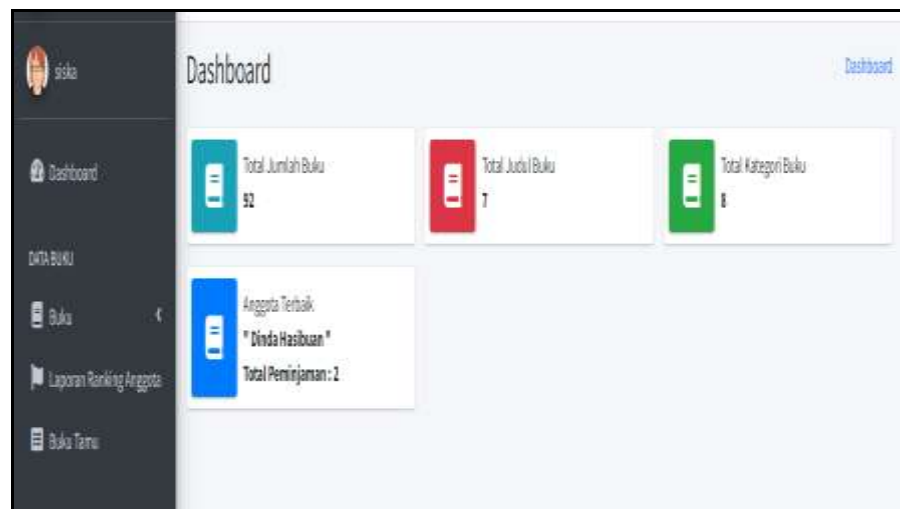 siska
Dashboard
DATA BUKU
Buku
Laporan Ranking Anggota
Buku Tamu
Dashboard
Dashboard
Total Jumlah Buku
92
Total Judul Buku
7
Total Kategori Buku
8
Anggota Terbaik
" Dinda Hasibuan "
Total Peminjaman : 2